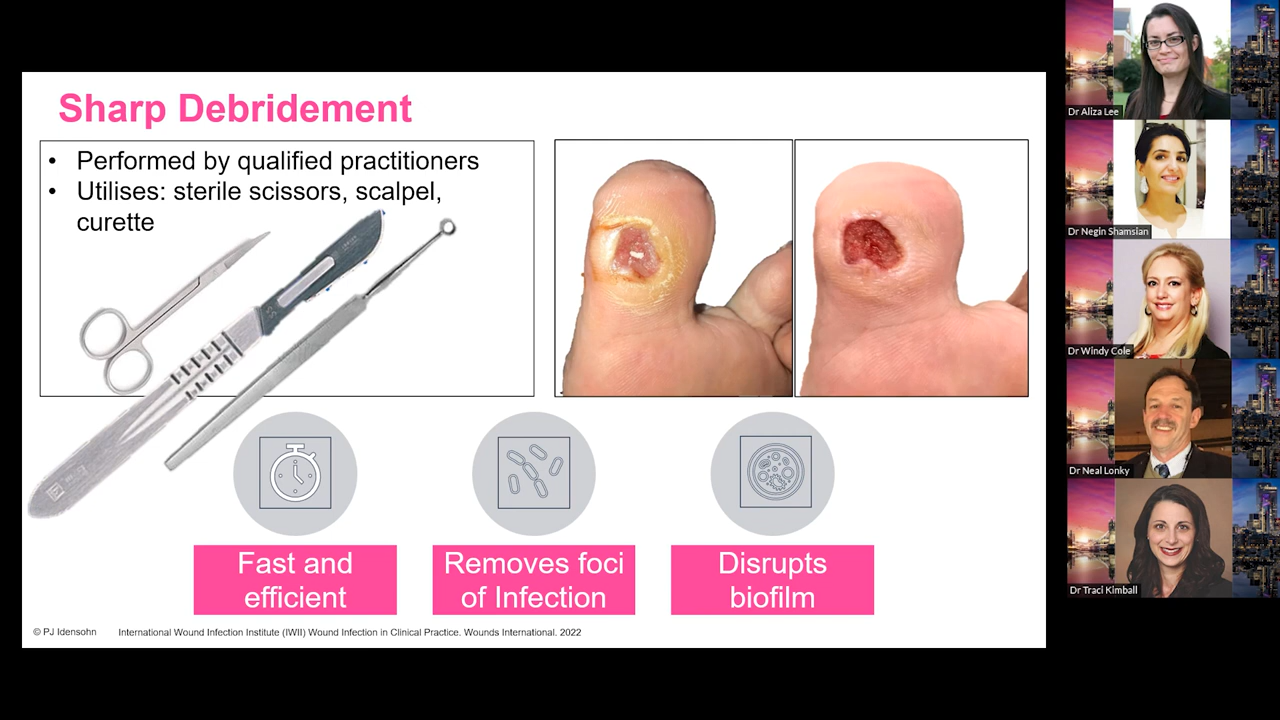 Sharp Debridement
• Performed by qualified practitioners
• Utilises: sterile scissors, scalpel,
curette
Fast and
efficient
Removes foci
of Infection
Disrupts
biofilm
© PJ Idensohn
International Wound Infection Institute (IWII) Wound Infection in Clinical Practice. Wounds International. 2022
Dr Aliza Lee
Dr Negin Shamsian
Dr Windy Cole
Dr Neal Lonky
Dr Traci Kimball